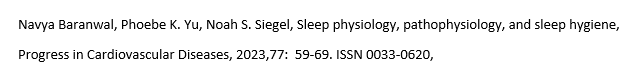 Navya Baranwal, Phoebe K. Yu, Noah S. Siegel, Sleep physiology, pathophysiology, and sleep hygiene,
Progress in Cardiovascular Diseases, 2023,77:  59-69. ISSN 0033-0620,